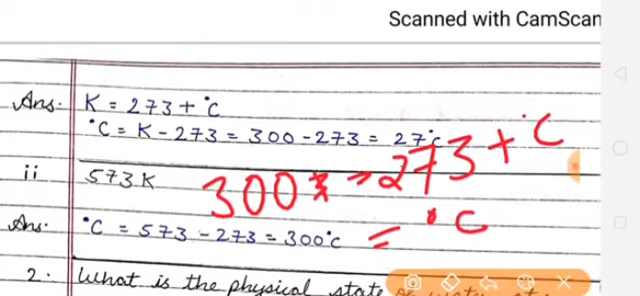 Scanned with CamScan
Ans. K = 273 + °C
°C = K - 273 = 300 - 273 = 27°C
300 = 273 + °C
ii 573 K
= °C
Ans. °C = 573 - 273 = 300°C
2. What is the physical state of